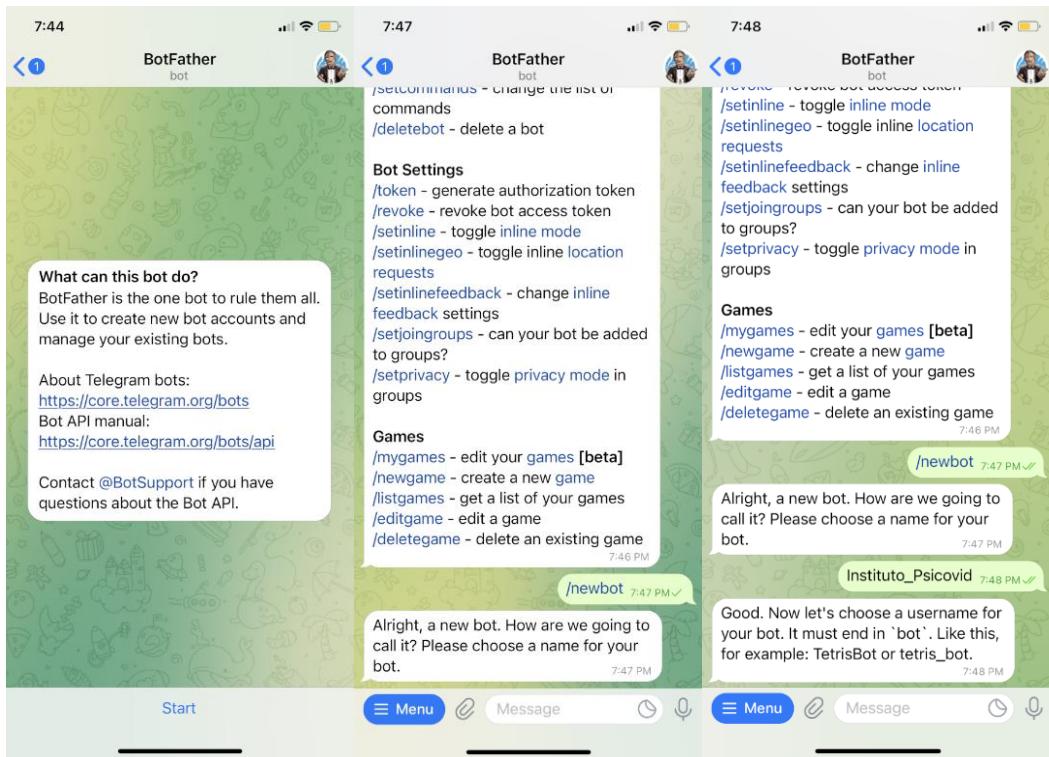 7:44
1
BotFather
bot
What can this bot do?
BotFather is the one bot to rule them all.
Use it to create new bot accounts and
manage your existing bots.
About Telegram bots:
https://core.telegram.org/bots
Bot API manual:
https://core.telegram.org/bots/api
Contact @BotSupport if you have
questions about the Bot API.
Start
7:47
1
BotFather
bot
/setcommands - change the list of
commands
/deletebot - delete a bot
Bot Settings
/token - generate authorization token
/revoke - revoke bot access token
/setinline - toggle inline mode
/setinlinegeo - toggle inline location
requests
/setinlinefeedback - change inline
feedback settings
/setjoingroups - can your bot be added
to groups?
/setprivacy - toggle privacy mode in
groups
Games
/mygames - edit your games [beta]
/newgame - create a new game
/listgames - get a list of your games
/editgame - edit a game
/deletegame - delete an existing game
7:46 PM
/newbot 7:47 PM
Alright, a new bot. How are we going to
call it? Please choose a name for your
bot.
7:47 PM
Menu
Message
7:48
1
BotFather
bot
/revoke - revoke bot access token
/setinline - toggle inline mode
/setinlinegeo - toggle inline location
requests
/setinlinefeedback - change inline
feedback settings
/setjoingroups - can your bot be added
to groups?
/setprivacy - toggle privacy mode in
groups
Games
/mygames - edit your games [beta]
/newgame - create a new game
/listgames - get a list of your games
/editgame - edit a game
/deletegame - delete an existing game
7:46 PM
/newbot 7:47 PM
Alright, a new bot. How are we going to
call it? Please choose a name for your
bot.
7:47 PM
Instituto_Psicovid 7:48 PM
Good. Now let's choose a username for
your bot. It must end in `bot`. Like this,
for example: TetrisBot or tetris_bot.
7:48 PM
Menu
Message